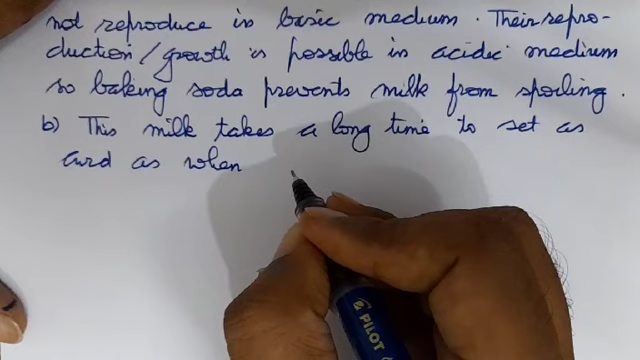 not reproduce in basic medium. Their repro-
duction/growth is possible in acidic medium
so baking soda prevents milk from spoiling.
b) This milk takes a long time to set as
curd as when
PILOT